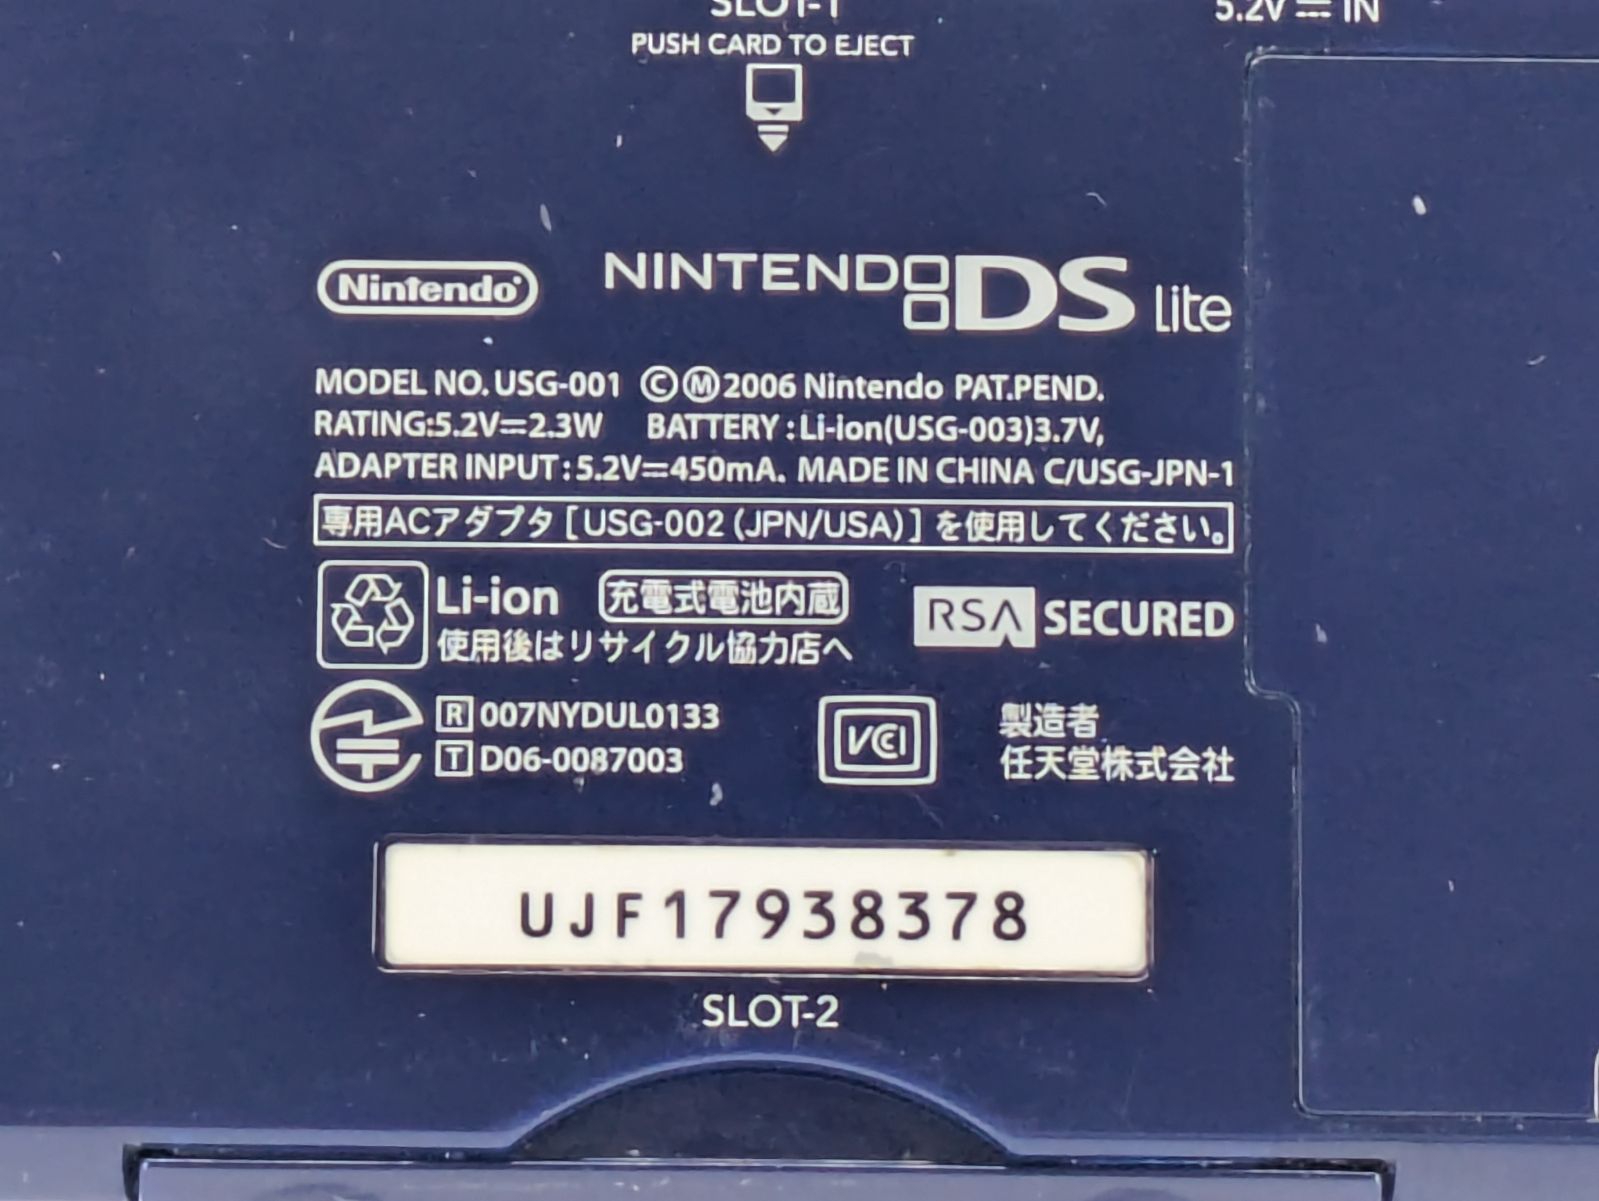 SLOT-1
5.2V ⎓ IN
PUSH CARD TO EJECT
Nintendo®
NINTENDO DS lite
MODEL NO. USG-001 ⒸⓂ2006 Nintendo PAT.PEND.
RATING:5.2V⎓2.3W BATTERY:Li-ion(USG-003)3.7V,
ADAPTER INPUT:5.2V⎓450mA. MADE IN CHINA C/USG-JPN-1
専用ACアダプタ［USG-002 (JPN/USA)］を使用してください。
Li-ion 充電式電池内蔵
使用後はリサイクル協力店へ
RSA SECURED
R 007NYDUL0133
T D06-0087003
VCI
製造者
任天堂株式会社
UJF17938378
SLOT-2